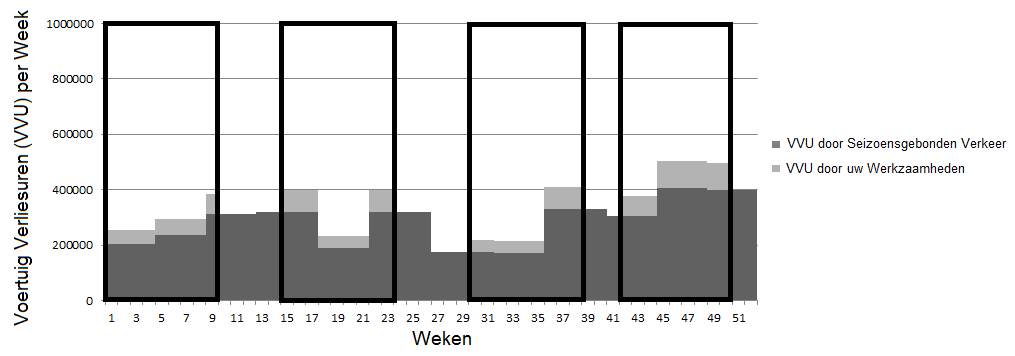 Voertuig Verliesuren (VVU) per Week
1000000
800000
600000
400000
200000
0
1 3 5 7 9 11 13 15 17 19 21 23 25 27 29 31 33 35 37 39 41 43 45 47 49 51
Weken
VVU door Seizoensgebonden Verkeer
VVU door uw Werkzaamheden